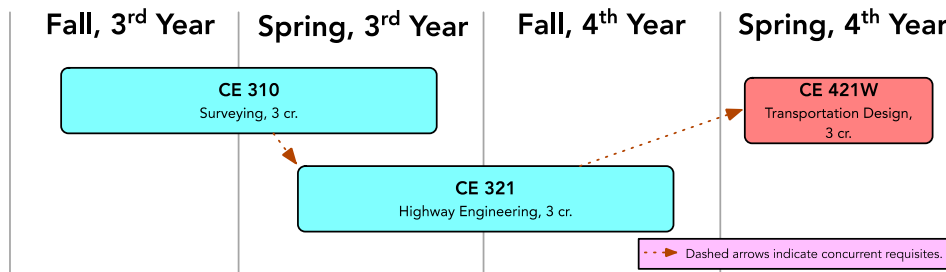 Fall, 3rd Year
Spring, 3rd Year
Fall, 4th Year
Spring, 4th Year
CE 310
Surveying, 3 cr.
CE 421W
Transportation Design,
3 cr.
CE 321
Highway Engineering, 3 cr.
Dashed arrows indicate concurrent requisites.